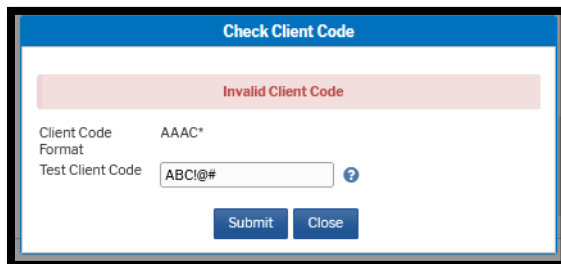 Check Client Code
Invalid Client Code
Client Code
Format
AAAC*
Test Client Code
ABC!@#
?
Submit
Close